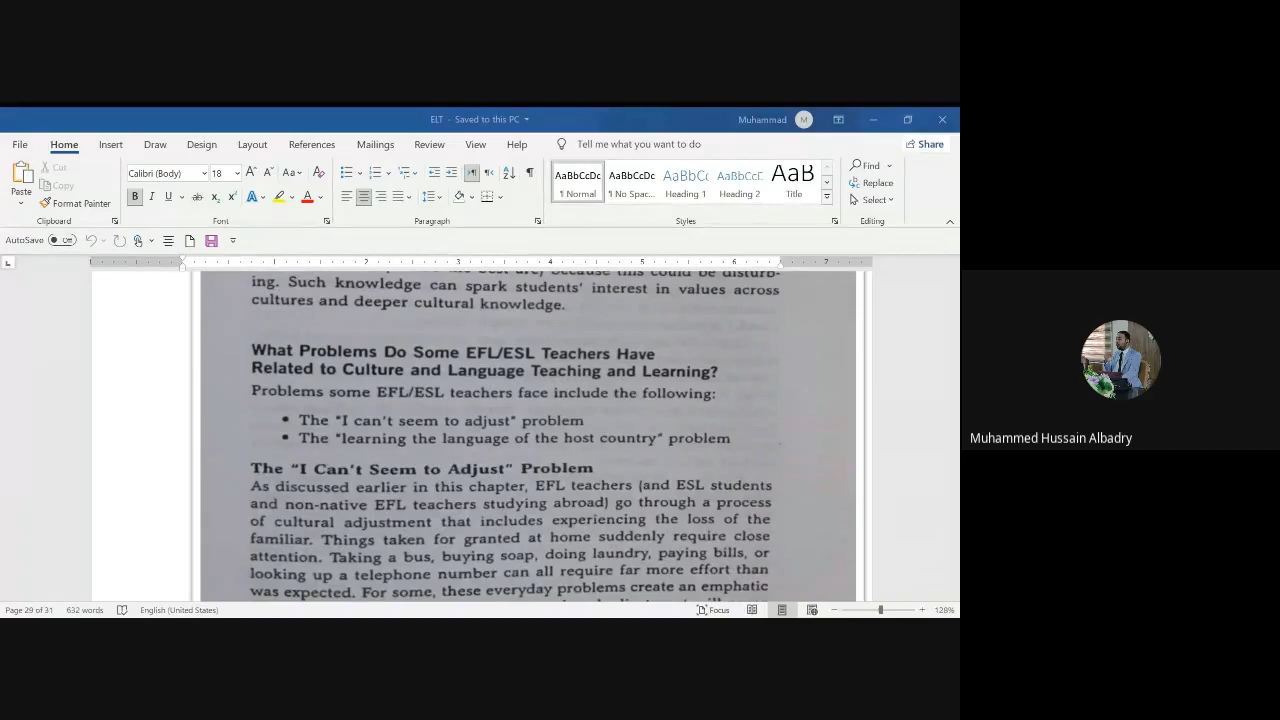 ELT - Saved to this PC
Muhammad M
File Home Insert Draw Design Layout References Mailings Review View Help Tell me what you want to do Share
Paste
Cut
Copy
Format Painter
Calibri (Body) 18
Find
Replace
Select
AaBbCcDc AaBbCcDc AaBbCc AaBbCcC AaB
¶ Normal ¶ No Spac... Heading 1 Heading 2 Title
Clipboard Font Paragraph Styles Editing
AutoSave Off
1 2 3 4 5 6 7
ing. Such knowledge can spark students' interest in values across
cultures and deeper cultural knowledge.
What Problems Do Some EFL/ESL Teachers Have
Related to Culture and Language Teaching and Learning?
Problems some EFL/ESL teachers face include the following:
• The "I can't seem to adjust" problem
• The "learning the language of the host country" problem
The "I Can't Seem to Adjust" Problem
As discussed earlier in this chapter, EFL teachers (and ESL students
and non-native EFL teachers studying abroad) go through a process
of cultural adjustment that includes experiencing the loss of the
familiar. Things taken for granted at home suddenly require close
attention. Taking a bus, buying soap, doing laundry, paying bills, or
looking up a telephone number can all require far more effort than
was expected. For some, these everyday problems create an emphatic
Page 29 of 31 632 words English (United States) Focus 128%
Muhammed Hussain Albadry